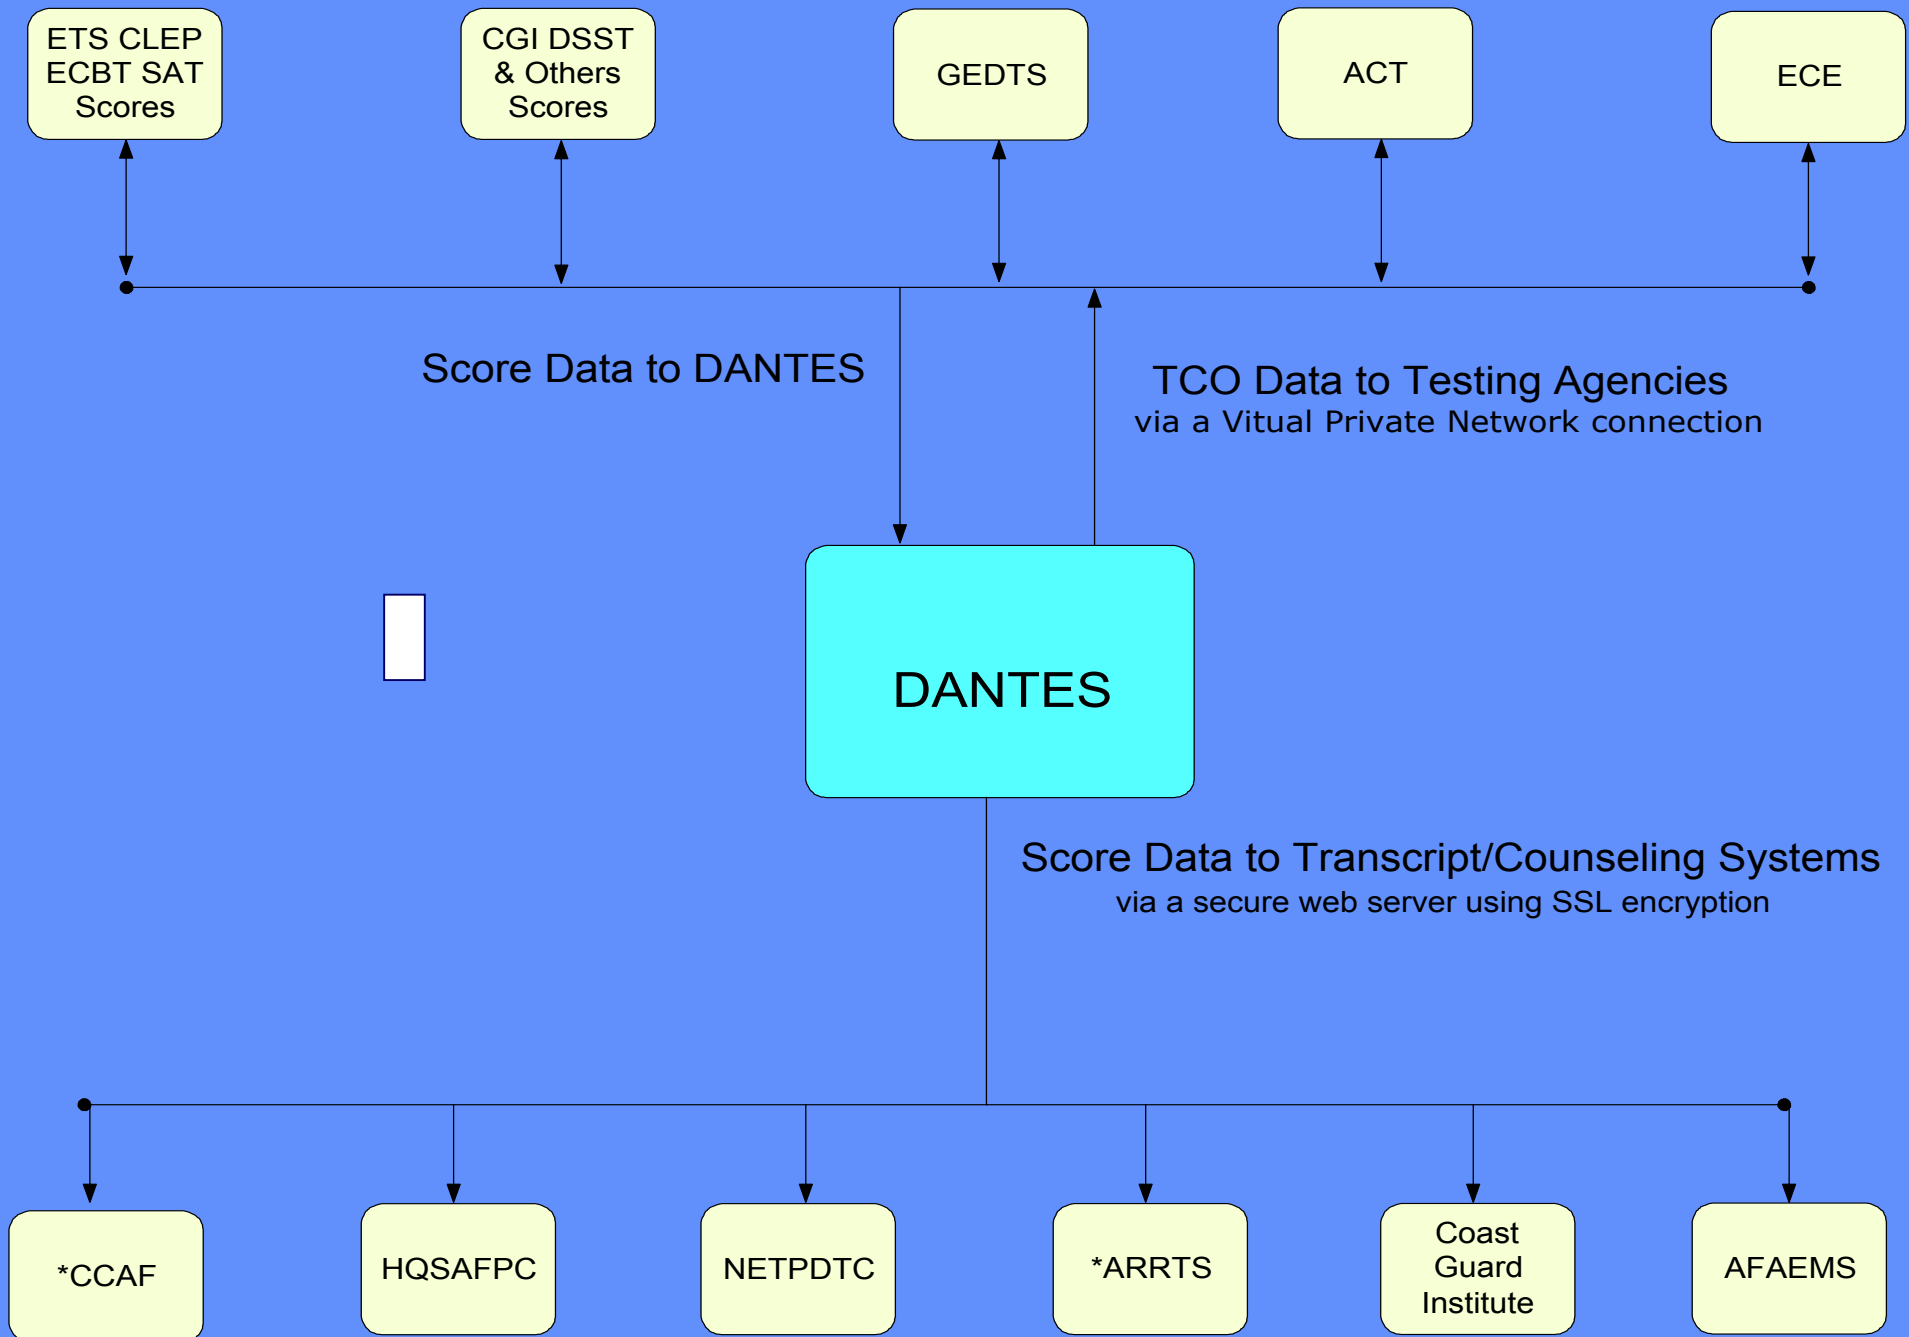 ETS CLEP
ECBT SAT
Scores
CGI DSST
& Others
Scores
GEDTS
ACT
ECE
Score Data to DANTES
TCO Data to Testing Agencies
via a Vitual Private Network connection
DANTES
Score Data to Transcript/Counseling Systems
via a secure web server using SSL encryption
*CCAF
HQSAFPC
NETPDTC
*ARRTS
Coast
Guard
Institute
AFAEMS